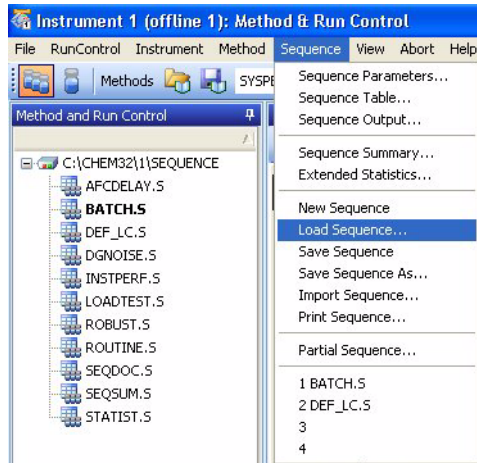 Instrument 1 (offline 1): Method & Run Control
File RunControl Instrument Method Sequence View Abort Help
Methods
Method and Run Control
C:\CHEM32\1\SEQUENCE
AFCDELAY.S
BATCH.S
DEF_LC.S
DGNOISE.S
INSTPERF.S
LOADTEST.S
ROBUST.S
ROUTINE.S
SEQDOC.S
SEQSUM.S
STATIST.S
Sequence Parameters...
Sequence Table...
Sequence Output...
Sequence Summary...
Extended Statistics...
New Sequence
Load Sequence...
Save Sequence
Save Sequence As...
Import Sequence...
Print Sequence...
Partial Sequence...
1 BATCH.S
2 DEF_LC.S
3
4